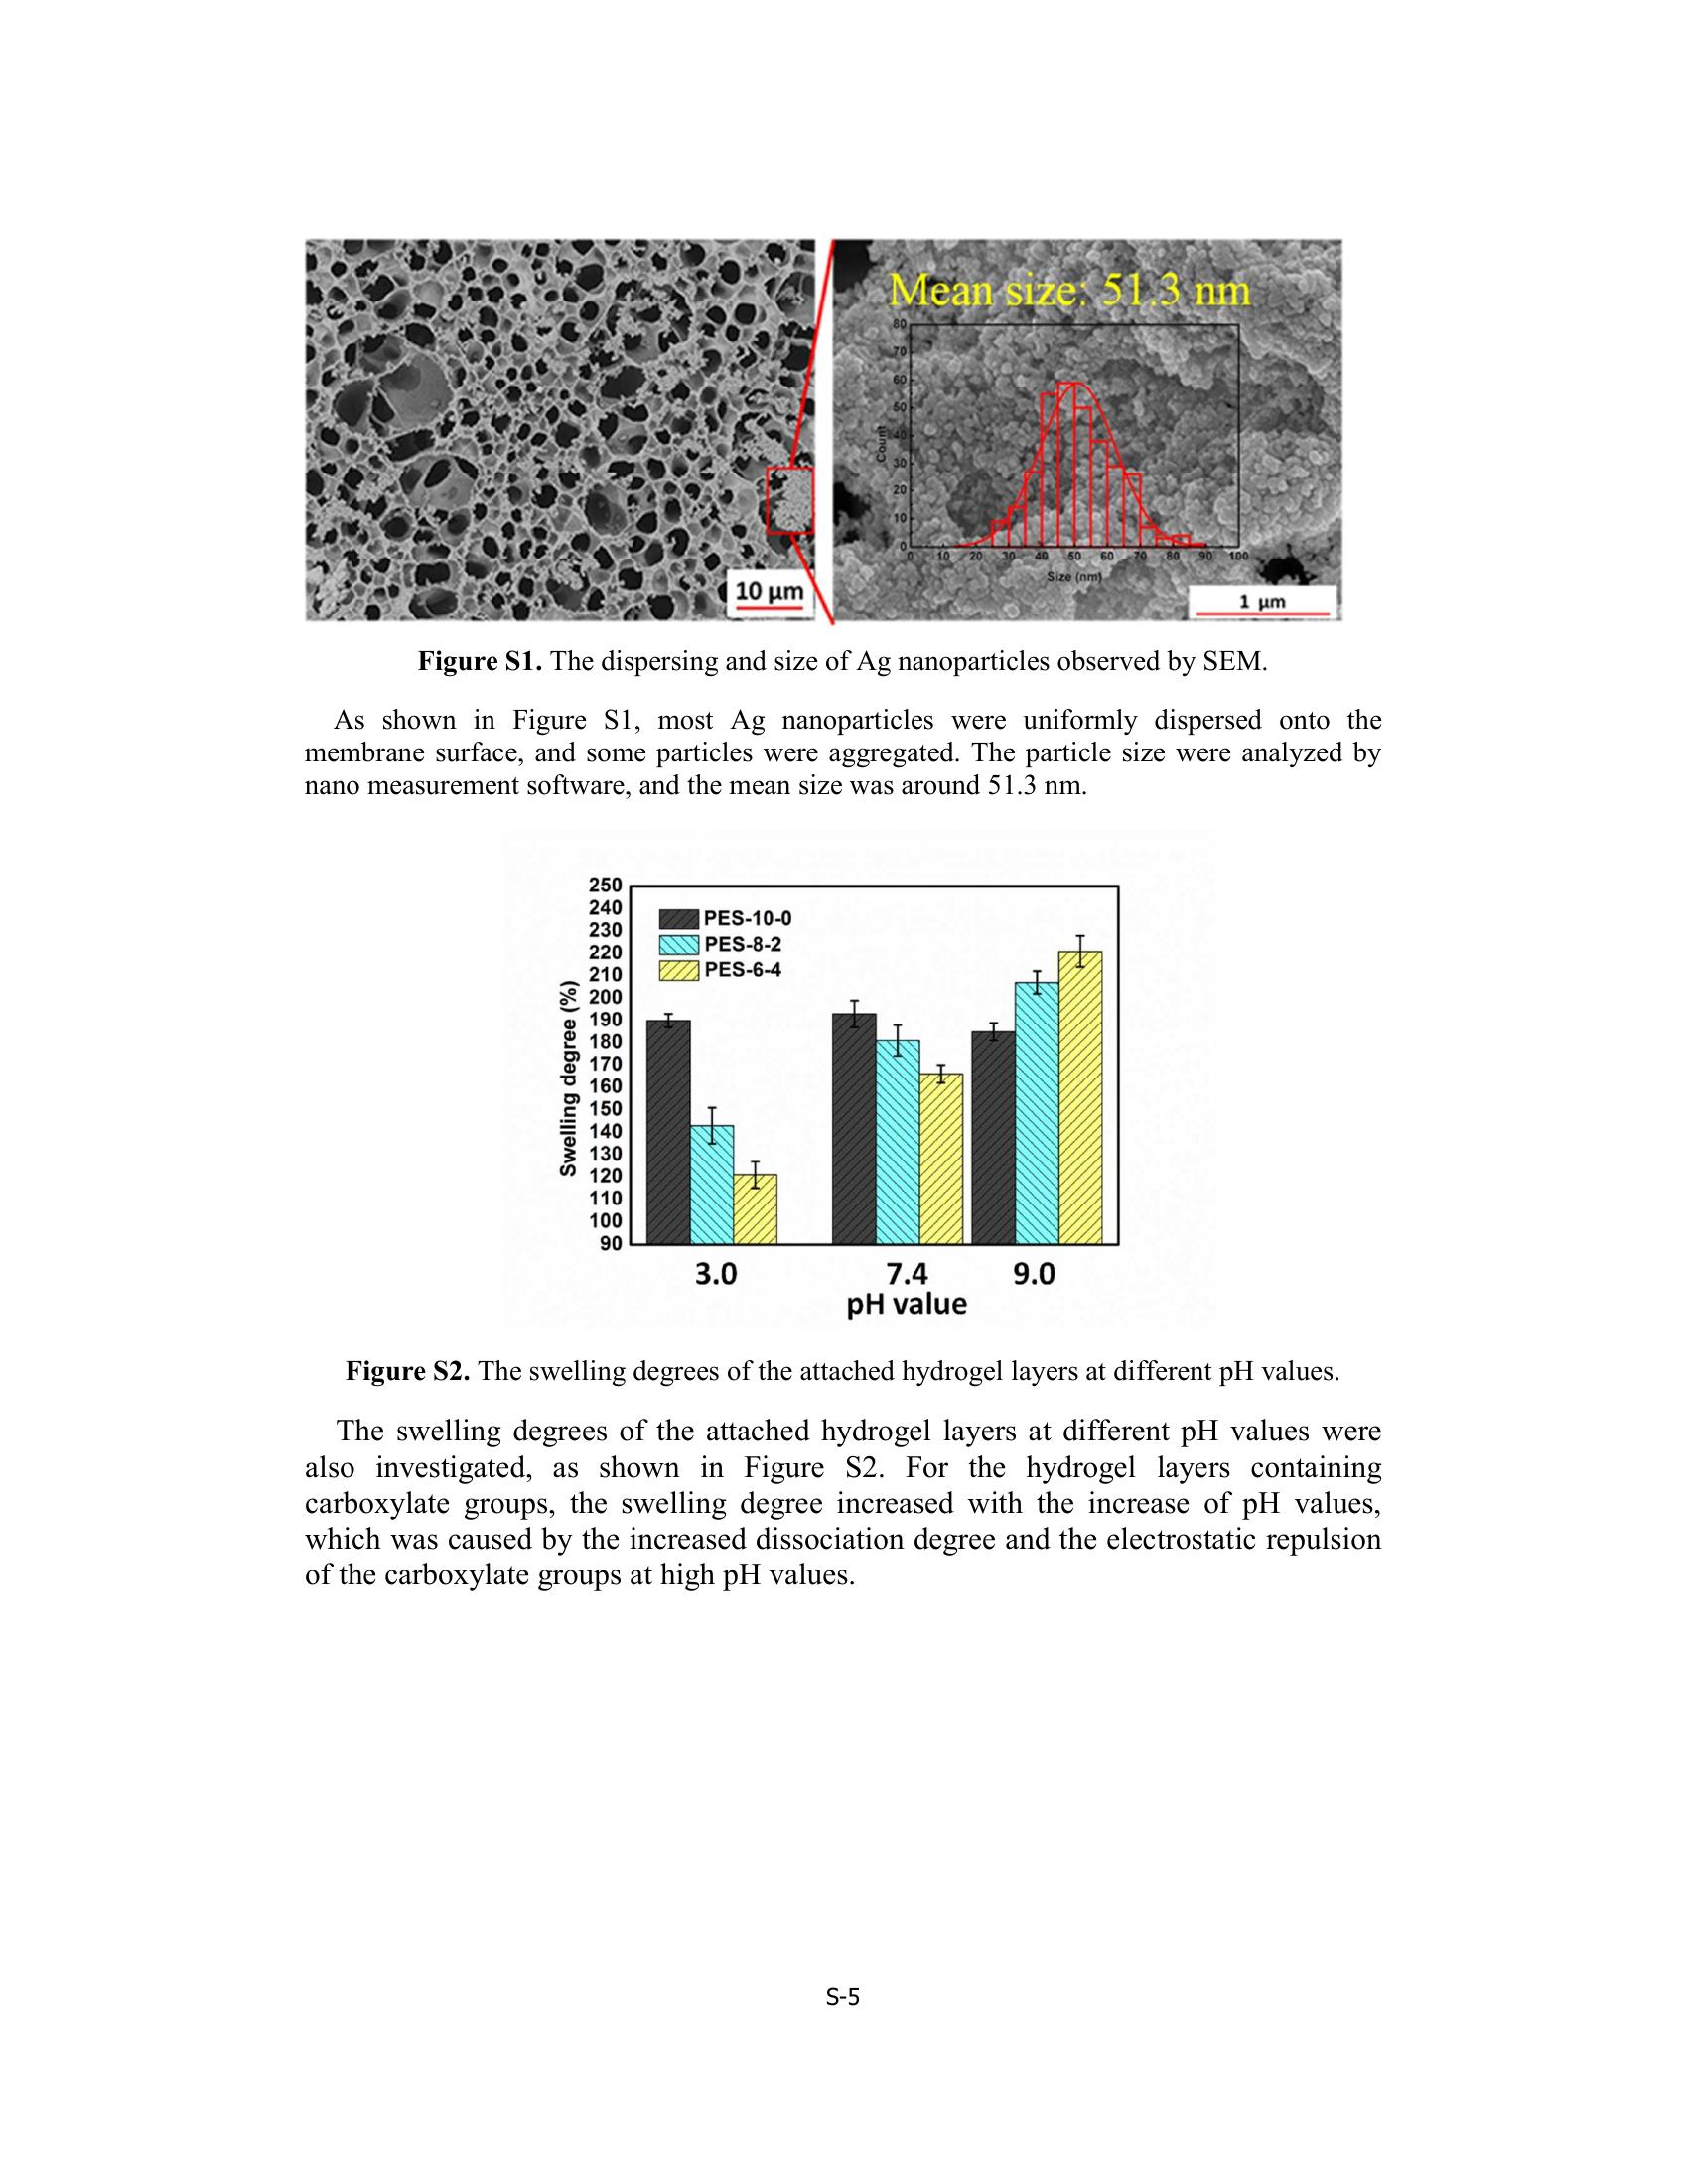 Mean size: 51.3 nm
80
70
60
50
40
30
20
10
0
Count
0 10 20 30 40 50 60 70 80 90 100
Size (nm)
10 μm
1 μm
Figure S1. The dispersing and size of Ag nanoparticles observed by SEM.
As shown in Figure S1, most Ag nanoparticles were uniformly dispersed onto the
membrane surface, and some particles were aggregated. The particle size were analyzed by
nano measurement software, and the mean size was around 51.3 nm.
250
240
230
220
210
200
190
180
170
160
150
140
130
120
110
100
90
Swelling degree (%)
PES-10-0
PES-8-2
PES-6-4
3.0 7.4 9.0
pH value
Figure S2. The swelling degrees of the attached hydrogel layers at different pH values.
The swelling degrees of the attached hydrogel layers at different pH values were
also investigated, as shown in Figure S2. For the hydrogel layers containing
carboxylate groups, the swelling degree increased with the increase of pH values,
which was caused by the increased dissociation degree and the electrostatic repulsion
of the carboxylate groups at high pH values.
S-5